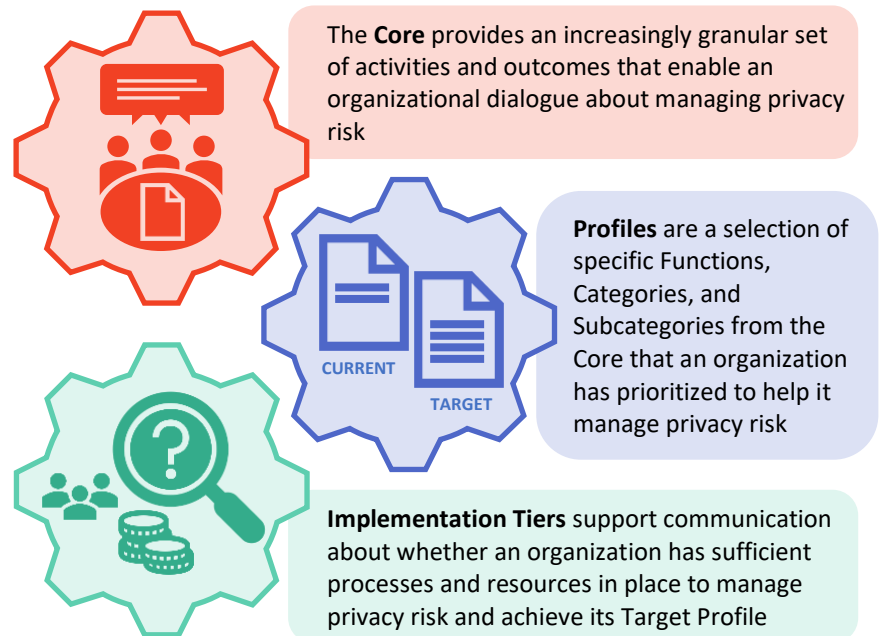 The Core provides an increasingly granular set
of activities and outcomes that enable an
organizational dialogue about managing privacy
risk
Profiles are a selection of
specific Functions,
Categories, and
Subcategories from the
Core that an organization
has prioritized to help it
manage privacy risk
CURRENT
TARGET
?
Implementation Tiers support communication
about whether an organization has sufficient
processes and resources in place to manage
privacy risk and achieve its Target Profile